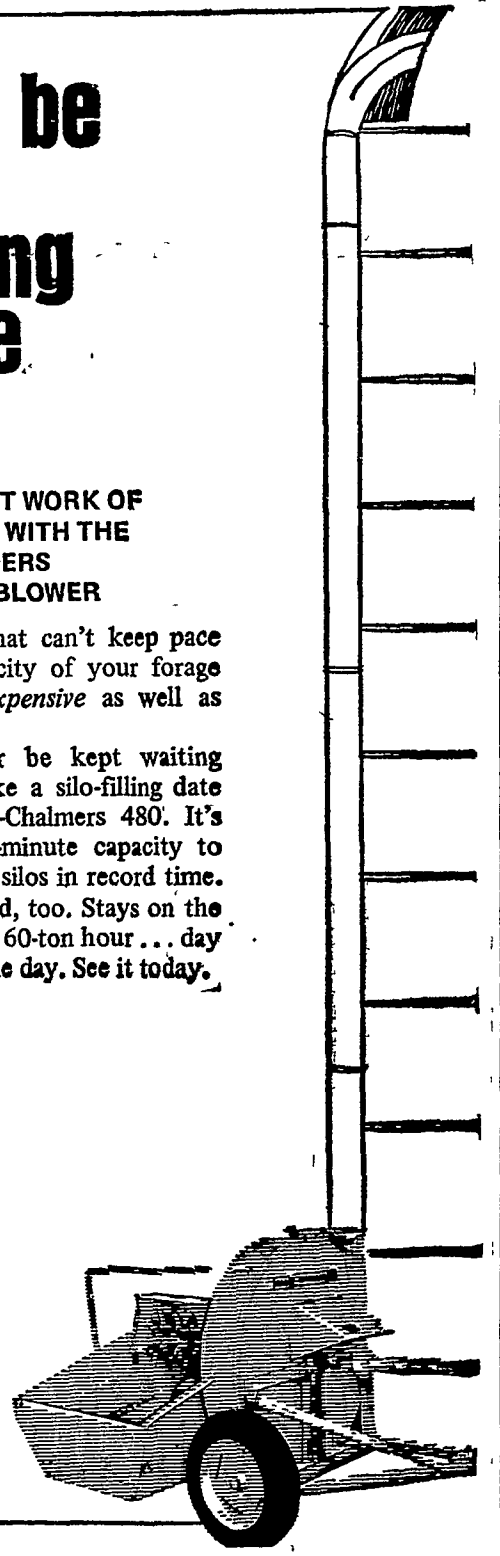 be
ng
e
T WORK OF
WITH THE
ERS
BLOWER
hat can't keep pace
city of your forage
xpensive as well as
r be kept waiting
ke a silo-filling date
-Chalmers 480. It's
-minute capacity to
silos in record time.
d, too. Stays on the
60-ton hour ... day
e day. See it today.